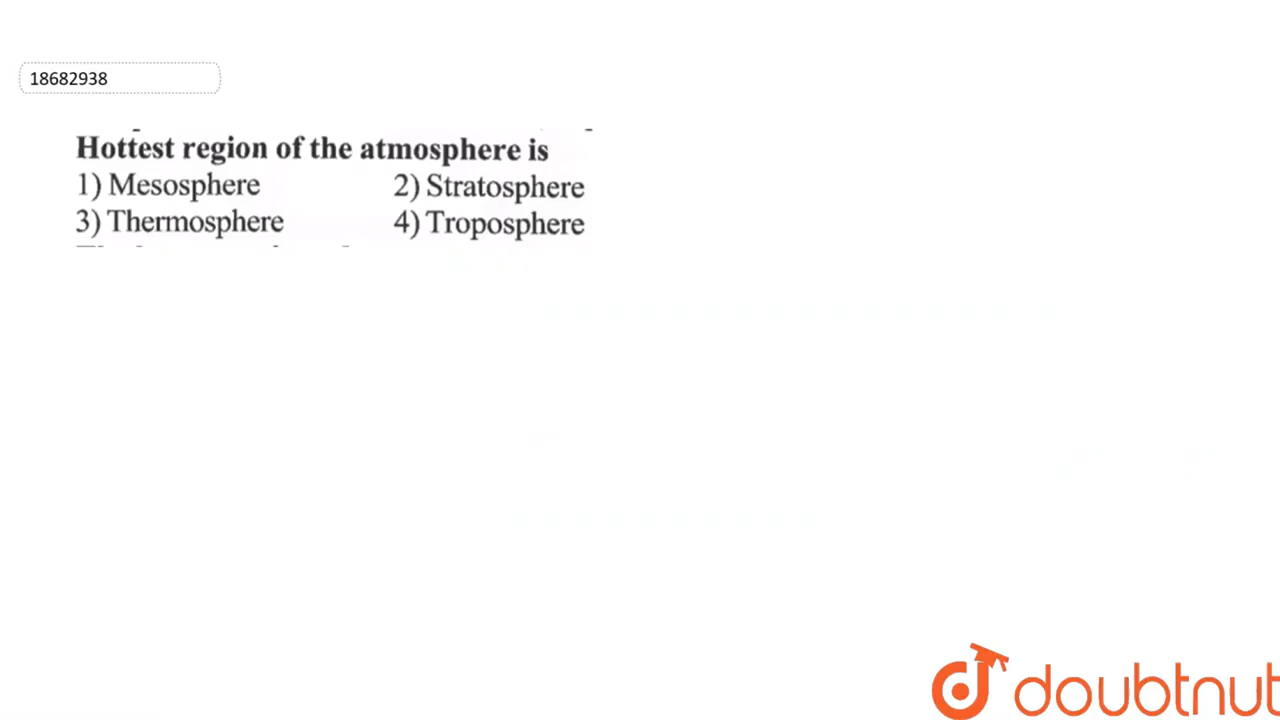 18682938
Hottest region of the atmosphere is
1) Mesosphere 2) Stratosphere
3) Thermosphere 4) Troposphere
doubtnut